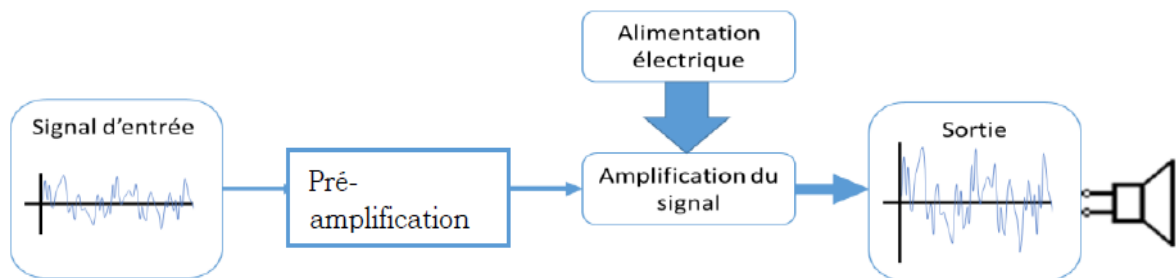 Signal d'entrée
Pré-
amplification
Alimentation
électrique
Amplification du
signal
Sortie